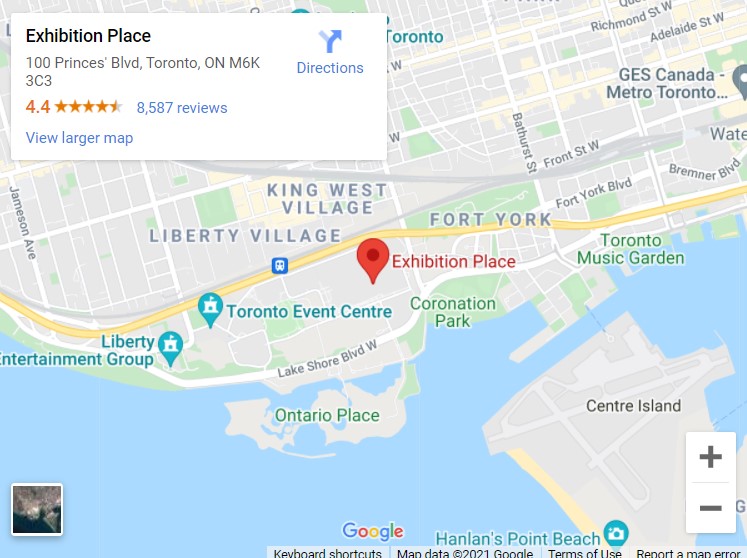 Exhibition Place
100 Princes' Blvd, Toronto, ON M6K
3C3
Directions
4.4
8,587 reviews
View larger map
Toronto
Richmond St W
Adelaide St W
GES Canada -
Metro Toronto...
Bathurst St
Front St W
Wate
Bremner Blvd
Fort York Blvd
Jameson Ave
KING WEST
VILLAGE
FORT YORK
LIBERTY VILLAGE
Toronto
Music Garden
Exhibition Place
Toronto Event Centre
Coronation
Park
Liberty
Entertainment Group
Lake Shore Blvd W
Ontario Place
Centre Island
+
−
Google
Hanlan's Point Beach
Keyboard shortcuts
Map data ©2021 Google
Terms of Use
Report a map error